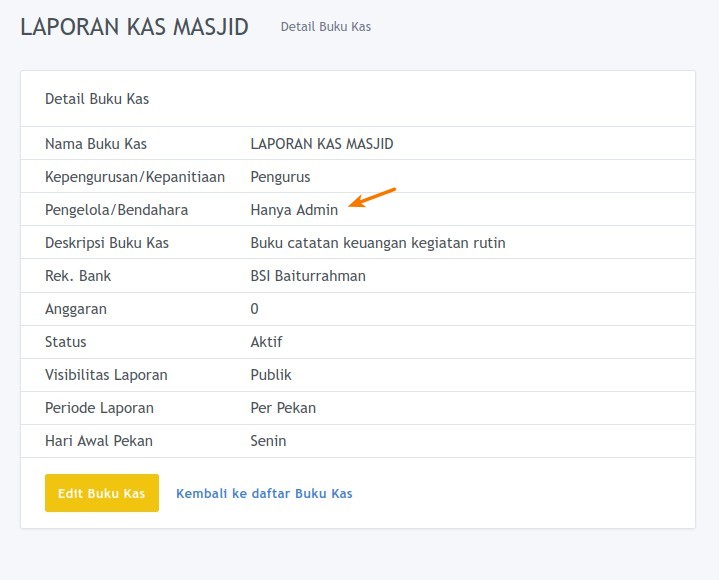 LAPORAN KAS MASJID Detail Buku Kas
Detail Buku Kas
Nama Buku Kas LAPORAN KAS MASJID
Kepengurusan/Kepanitiaan Pengurus
Pengelola/Bendahara Hanya Admin
Deskripsi Buku Kas Buku catatan keuangan kegiatan rutin
Rek. Bank BSI Baiturrahman
Anggaran 0
Status Aktif
Visibilitas Laporan Publik
Periode Laporan Per Pekan
Hari Awal Pekan Senin
Edit Buku Kas Kembali ke daftar Buku Kas